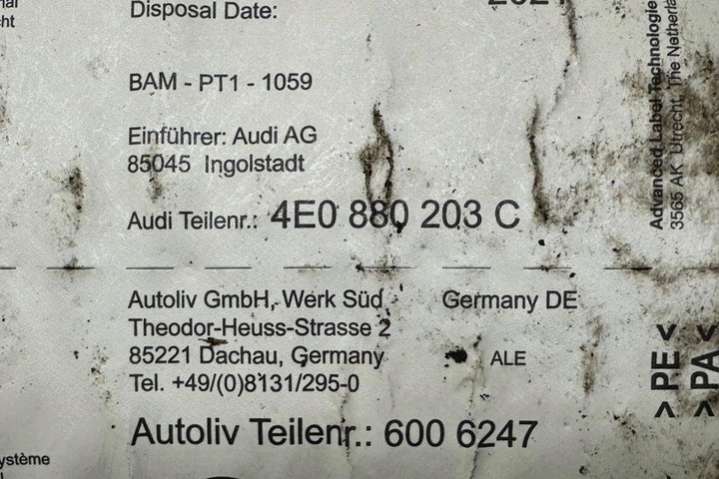 Disposal Date:
BAM - PT1 - 1059
Einführer: Audi AG
85045 Ingolstadt
Audi Teilenr.: 4E0 880 203 C
Autoliv GmbH, Werk Süd Germany DE
Theodor-Heuss-Strasse 2
85221 Dachau, Germany
ALE
Tel. +49/(0)8131/295-0
Autoliv Teilenr.: 600 6247
ystème
Advanced Label Technologie
3565 AK Utrecht, The Netherla
> PE <
> PA <